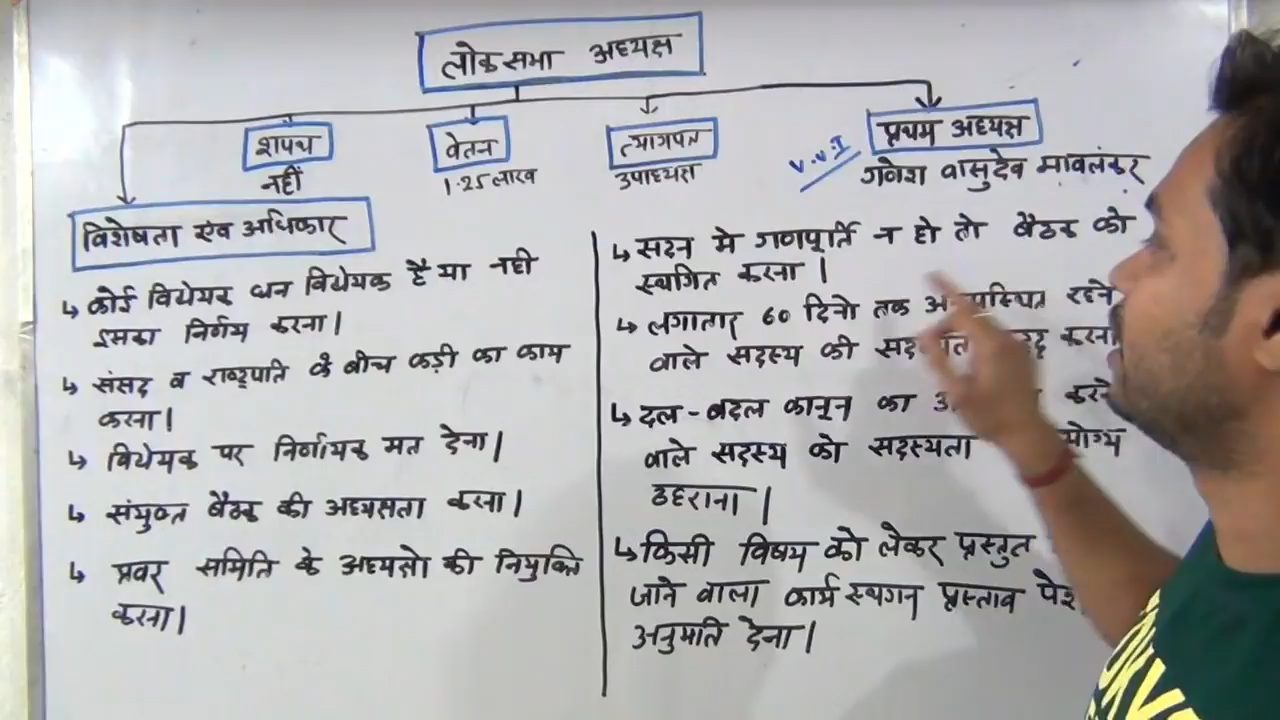 लोकसभा अध्यक्ष
शपथ
नहीं
वेतन
1.25 लाख
त्यागपत्र
उपाध्यक्ष
V.V.I
प्रथम अध्यक्ष
गणेश वासुदेव मावलंकर
विशेषता एंव अधिकार
↳ कोई विधेयक धन विधेयक है या नही
इसका निर्णय करना।
↳ संसद व राष्ट्रपति के बीच कड़ी का काय
करना।
↳ विधेयक पर निर्णायक मत देना।
↳ संयुक्त बैठक की अध्यक्षता करना।
↳ प्रवर समिति के अध्यक्षो की नियुक्ति
करना।
↳ सदन मे गणपूर्ति न हो तो बैठक को
स्थगित करना।
↳ लगातार 60 दिनो तक रहने
वाले सदस्य की करना
↳ दल-बदल कानून का करने
वाले सदस्य को सदस्यता
ठहराना।
↳ किसी विषय को लेकर प्रस्तुत
जाने वाला कार्य स्थगन प्रस्ताव
अनुमति देना।